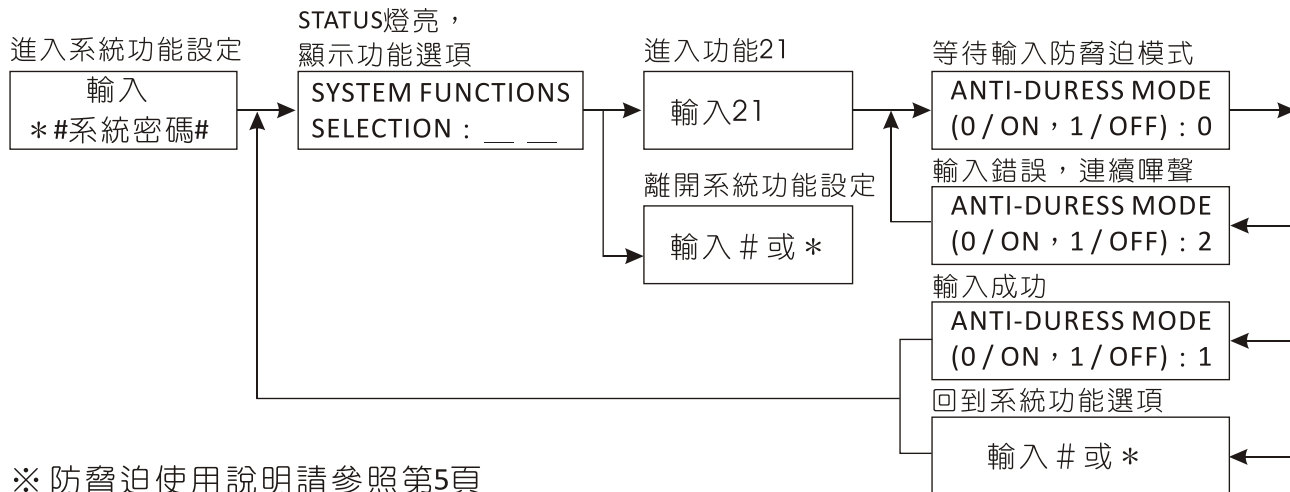 進入系統功能設定
輸入
＊#系統密碼#
STATUS燈亮，
顯示功能選項
SYSTEM FUNCTIONS
SELECTION：__ __
進入功能21
輸入21
離開系統功能設定
輸入＃或＊
等待輸入防脅迫模式
ANTI-DURESS MODE
(0 / ON，1 / OFF)：0
輸入錯誤，連續嗶聲
ANTI-DURESS MODE
(0 / ON，1 / OFF)：2
輸入成功
ANTI-DURESS MODE
(0 / ON，1 / OFF)：1
回到系統功能選項
輸入＃或＊
※防脅迫使用說明請參照第5頁